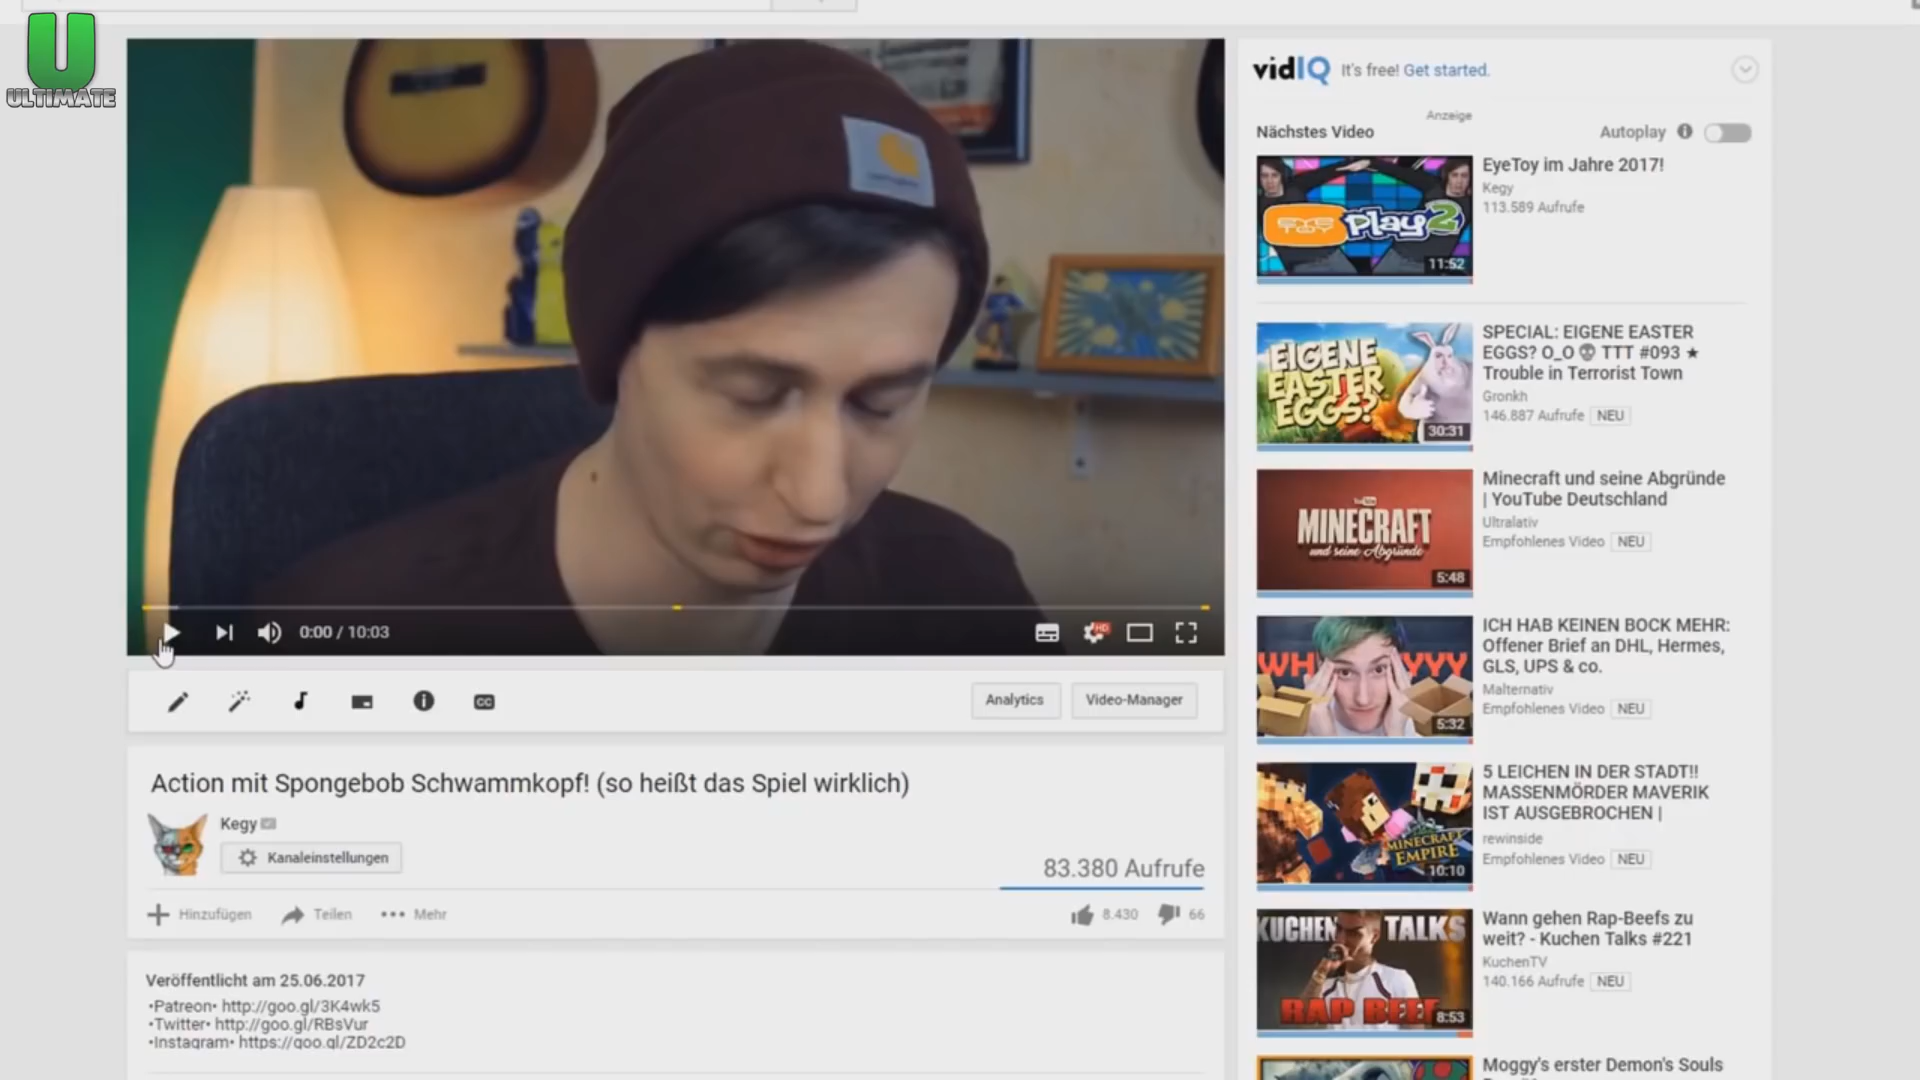 U
ULTIMATE
vidIQ It's free! Get started.
Anzeige
Nächstes Video Autoplay
EYE TOY Play 2
11:52
EyeToy im Jahre 2017!
Kegy
113.589 Aufrufe
EIGENE
EASTER
EGGS?
30:31
SPECIAL: EIGENE EASTER
EGGS? O_O 💀 TTT #093 ★
Trouble in Terrorist Town
Gronkh
146.887 Aufrufe NEU
MINECRAFT
und seine Abgründe
5:48
Minecraft und seine Abgründe
| YouTube Deutschland
Ultralativ
Empfohlenes Video NEU
5:32
ICH HAB KEINEN BOCK MEHR:
Offener Brief an DHL, Hermes,
GLS, UPS & co.
Malternativ
Empfohlenes Video NEU
MINECRAFT
EMPIRE
10:10
5 LEICHEN IN DER STADT!!
MASSENMÖRDER MAVERIK
IST AUSGEBROCHEN |
rewinside
Empfohlenes Video NEU
KUCHEN TALKS
RAP BEEF
8:53
Wann gehen Rap-Beefs zu
weit? - Kuchen Talks #221
KuchenTV
140.166 Aufrufe NEU
Moggy's erster Demon's Souls
0:00 / 10:03
HD
CC
Analytics Video-Manager
Action mit Spongebob Schwammkopf! (so heißt das Spiel wirklich)
Kegy
Kanaleinstellungen
83.380 Aufrufe
Hinzufügen Teilen Mehr
8.430 66
Veröffentlicht am 25.06.2017
•Patreon• http://goo.gl/3K4wk5
•Twitter• http://goo.gl/RBsVur
•Instagram• https://goo.gl/ZD2c2D